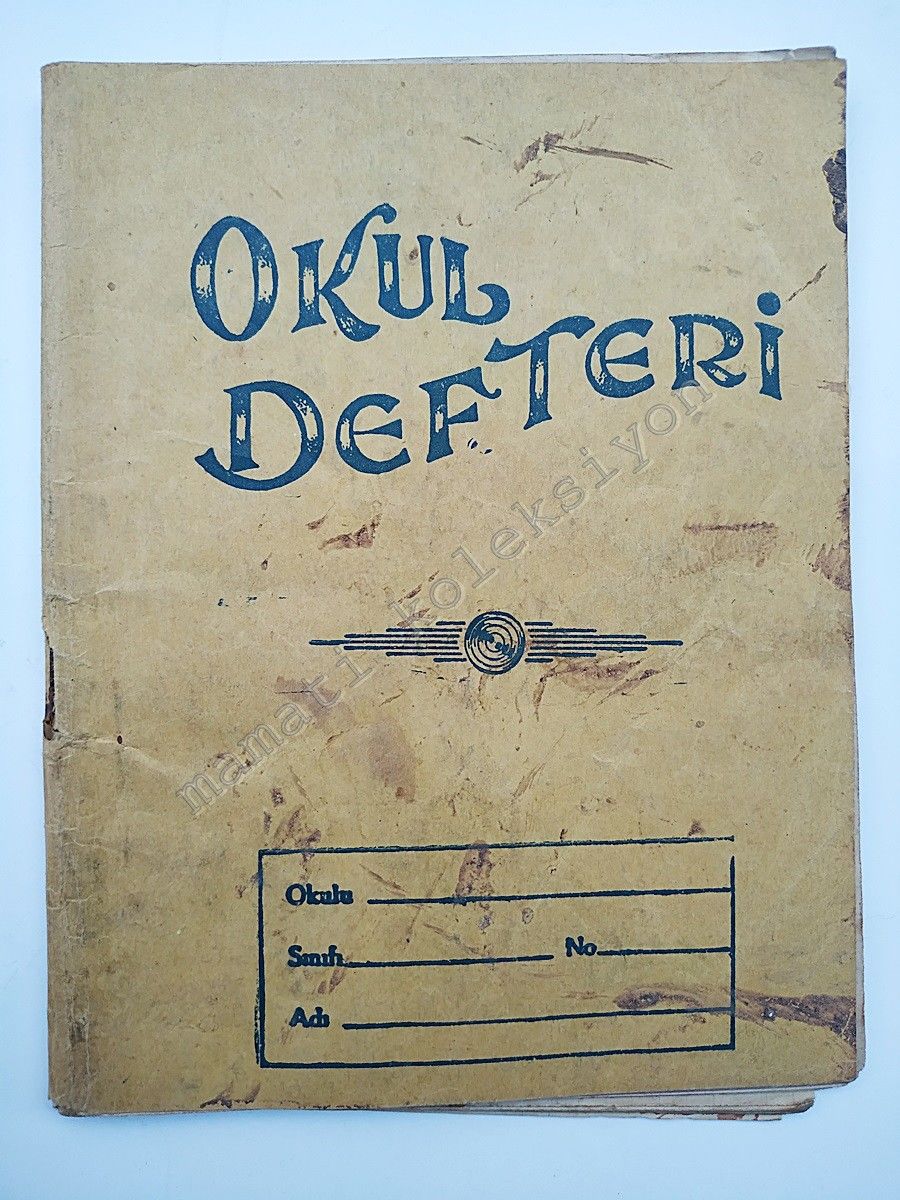 OKUL
DEFTERİ
mamati koleksiyon
Okulu
Sınıfı No
Adı